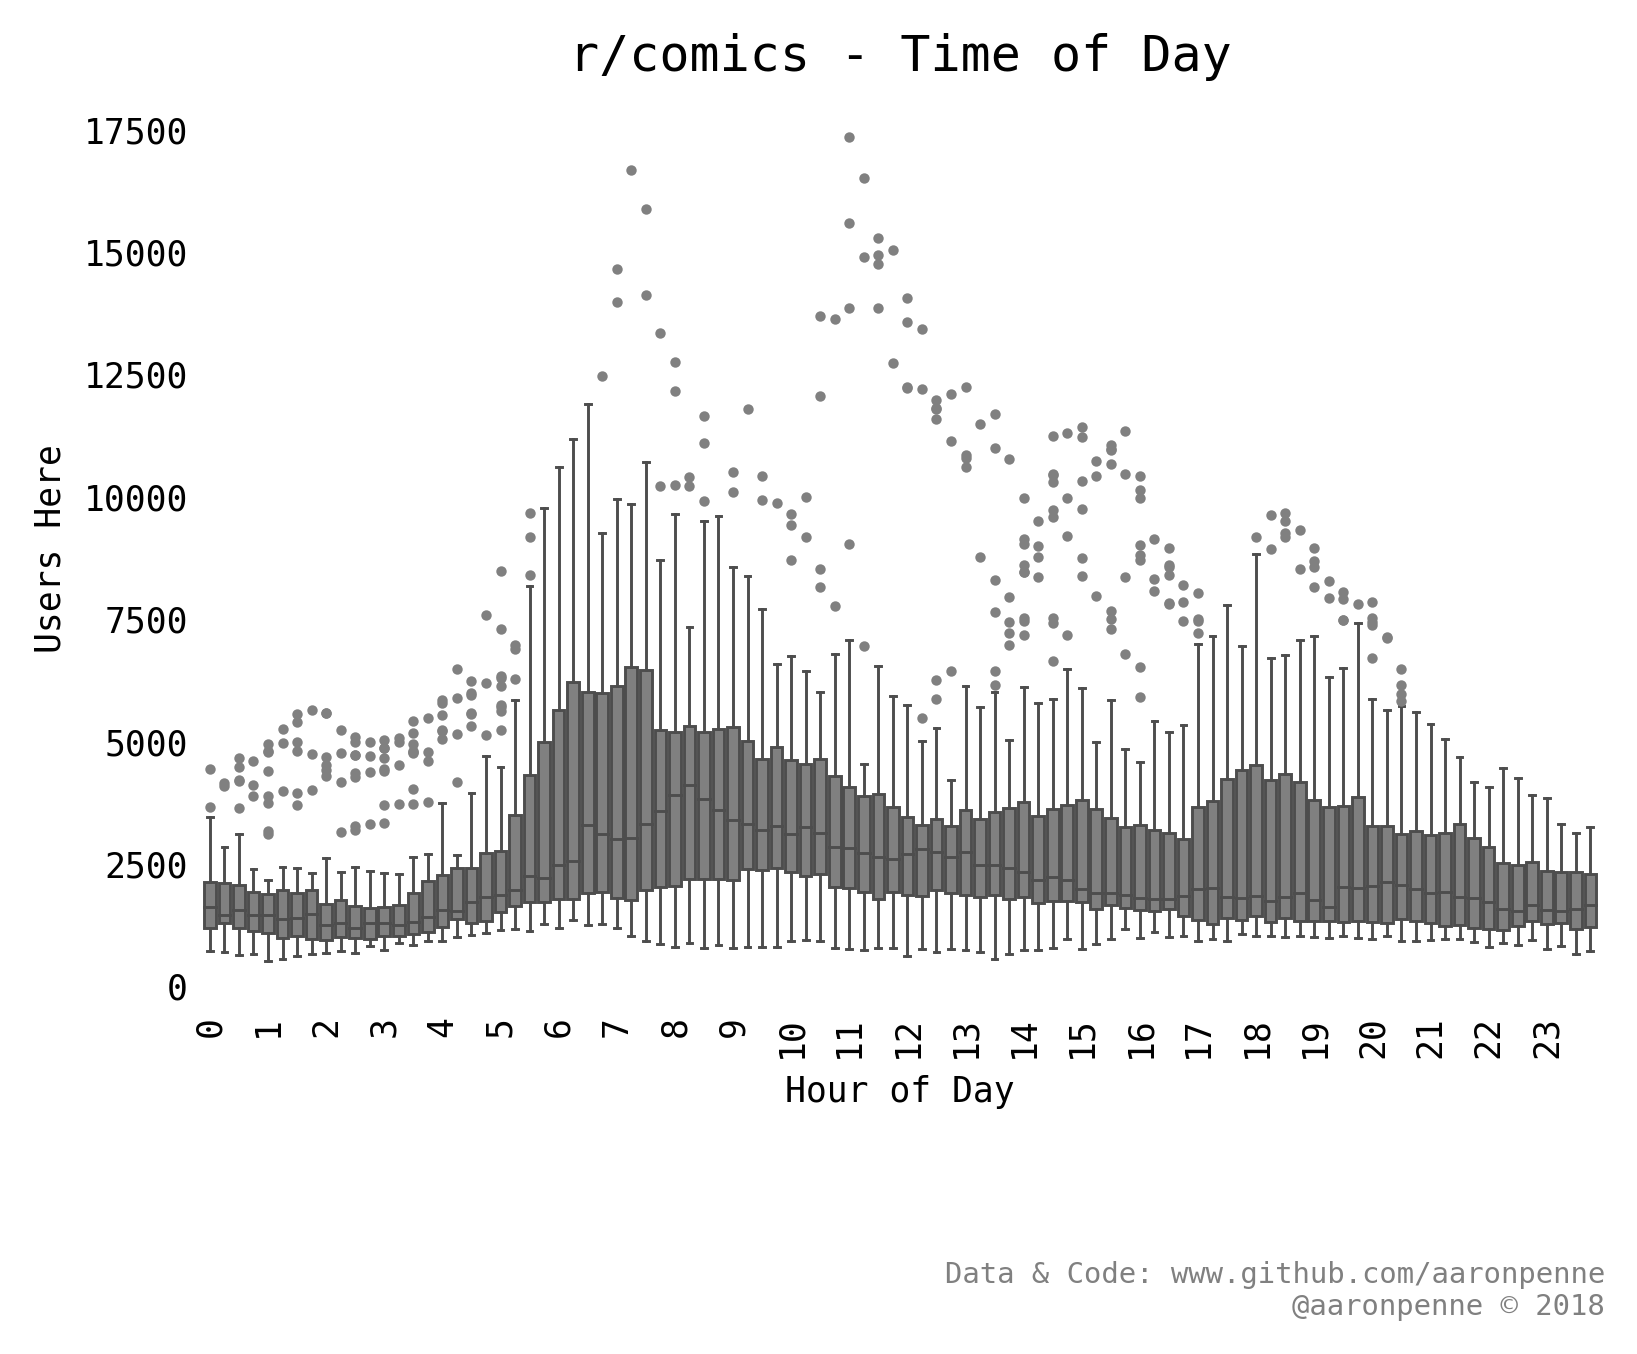 r/comics - Time of Day
17500
15000
12500
10000
7500
5000
2500
0
Users Here
0 1 2 3 4 5 6 7 8 9 10 11 12 13 14 15 16 17 18 19 20 21 22 23
Hour of Day
Data & Code: www.github.com/aaronpenne
@aaronpenne © 2018